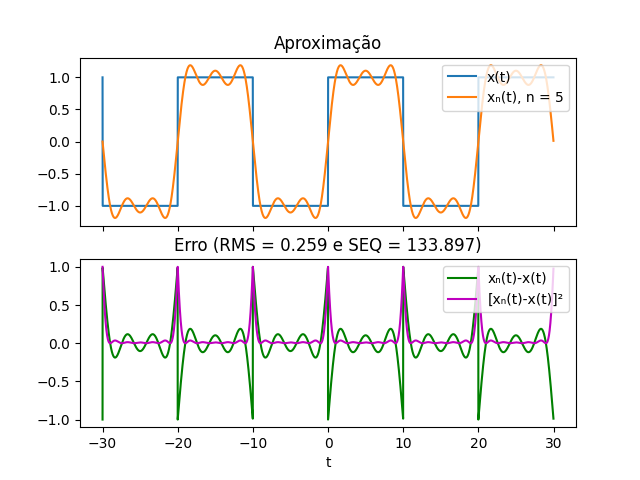 Aproximação
1.0
0.5
0.0
−0.5
−1.0
x(t)
xₙ(t), n = 5
Erro (RMS = 0.259 e SEQ = 133.897)
1.0
0.5
0.0
−0.5
−1.0
xₙ(t)-x(t)
[xₙ(t)-x(t)]²
−30 −20 −10 0 10 20 30
t